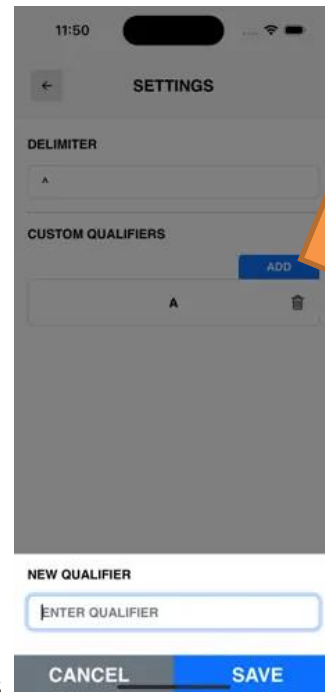 11:50
←
SETTINGS
DELIMITER
^
CUSTOM QUALIFIERS
ADD
A
NEW QUALIFIER
ENTER QUALIFIER
CANCEL
SAVE